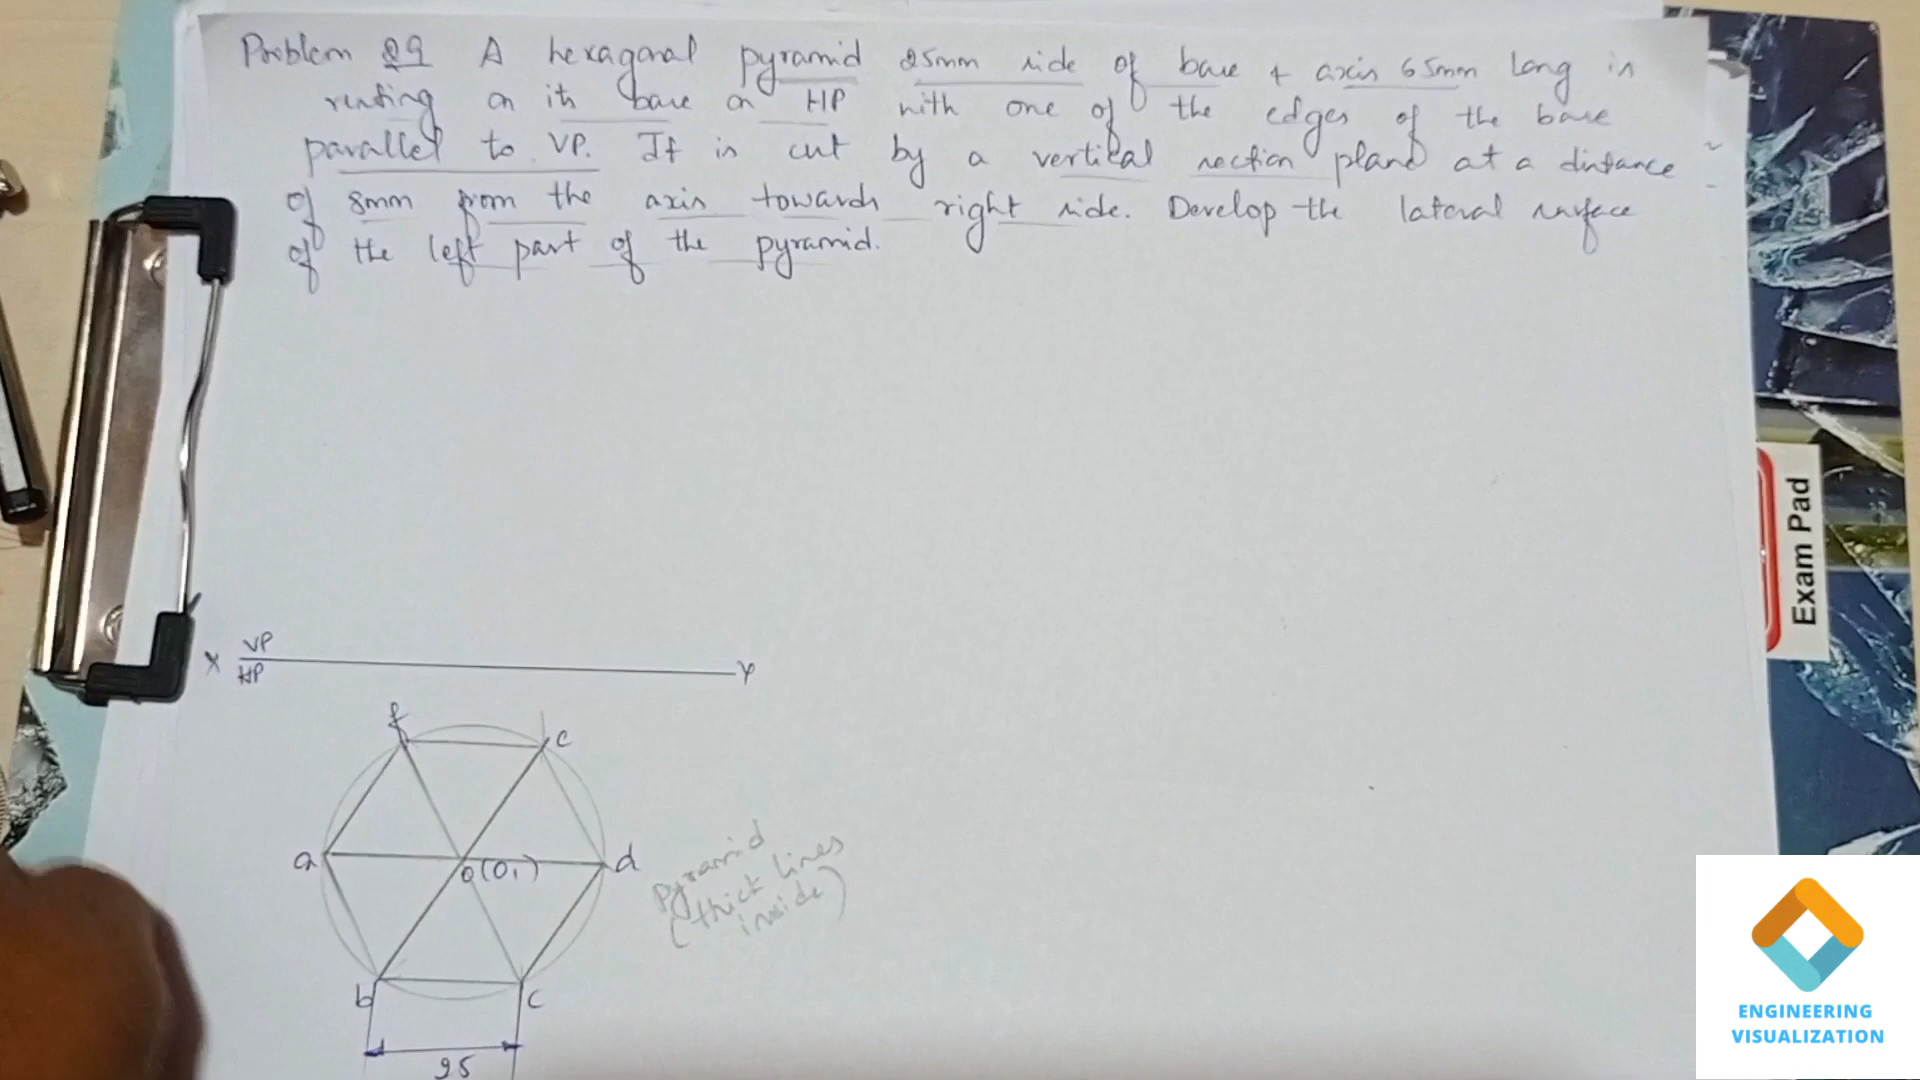 Problem 29 A hexagonal pyramid 25mm side of base & axis 65mm long is
resting on its base on HP with one of the edges of the base
parallel to VP. It is cut by a vertical section plane at a distance
of 8mm from the axis towards right side. Develop the lateral surface
of the left part of the pyramid.
X VP Y
HP
f e
a o(O₁) d
b c
25
pyramid
(thick lines
inside)
Exam Pad
ENGINEERING
VISUALIZATION